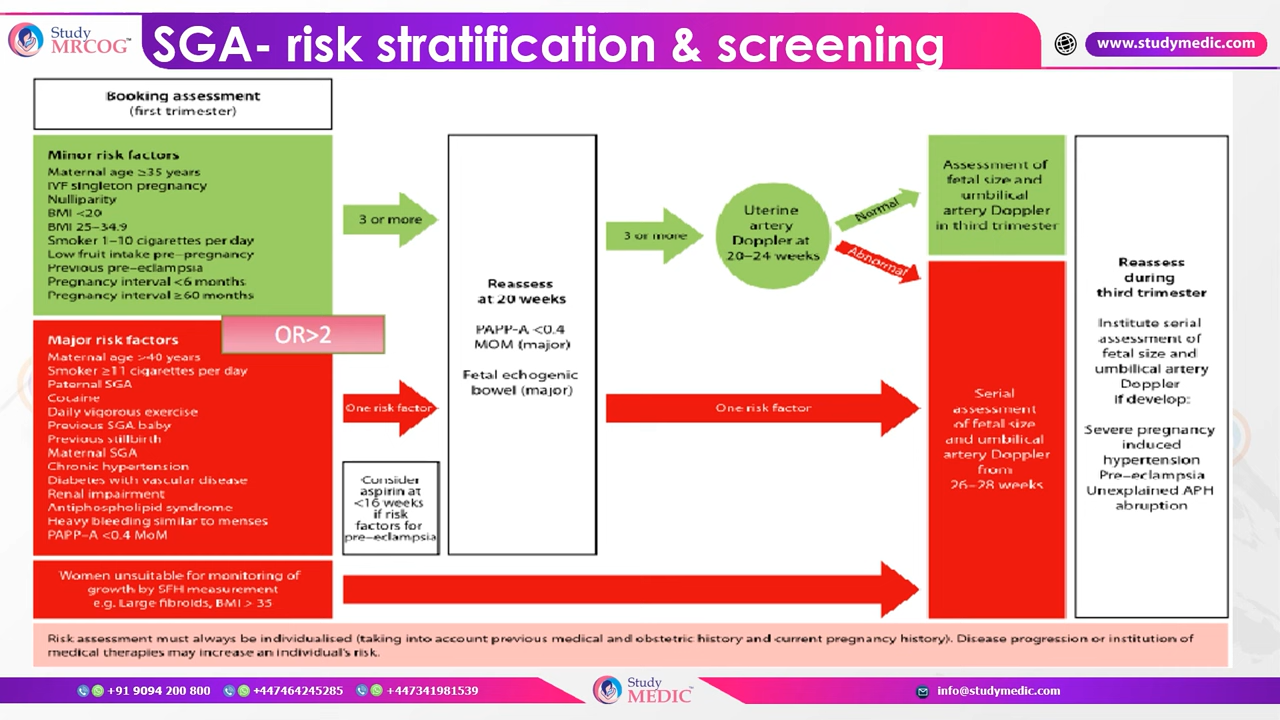 Study
MRCOG™
SGA- risk stratification & screening
www.studymedic.com
Booking assessment
(first trimester)
Minor risk factors
Maternal age ≥35 years
IVF singleton pregnancy
Nulliparity
BMI <20
BMI 25–34.9
Smoker 1–10 cigarettes per day
Low fruit intake pre–pregnancy
Previous pre–eclampsia
Pregnancy interval <6 months
Pregnancy interval ≥60 months
3 or more
OR>2
Major risk factors
Maternal age >40 years
Smoker ≥11 cigarettes per day
Paternal SGA
Cocaine
Daily vigorous exercise
Previous SGA baby
Previous stillbirth
Maternal SGA
Chronic hypertension
Diabetes with vascular disease
Renal impairment
Antiphospholipid syndrome
Heavy bleeding similar to menses
PAPP–A <0.4 MoM
One risk factor
Consider
aspirin at
<16 weeks
if risk
factors for
pre–eclampsia
Women unsuitable for monitoring of
growth by SFH measurement
e.g. Large fibroids, BMI > 35
Reassess
at 20 weeks
PAPP–A <0.4
MOM (major)
Fetal echogenic
bowel (major)
3 or more
Uterine
artery
Doppler at
20–24 weeks
Normal
Abnormal
One risk factor
Assessment of
fetal size and
umbilical
artery Doppler
in third trimester
Serial
assessment
of fetal size
and umbilical
artery Doppler
from
26–28 weeks
Reassess
during
third trimester
Institute serial
assessment of
fetal size and
umbilical artery
Doppler
if develop:
Severe pregnancy
induced
hypertension
Pre–eclampsia
Unexplained APH
abruption
Risk assessment must always be individualised (taking into account previous medical and obstetric history and current pregnancy history). Disease progression or institution of
medical therapies may increase an individual's risk.
+91 9094 200 800
+447464245285
+447341981539
Study
MEDIC™
info@studymedic.com